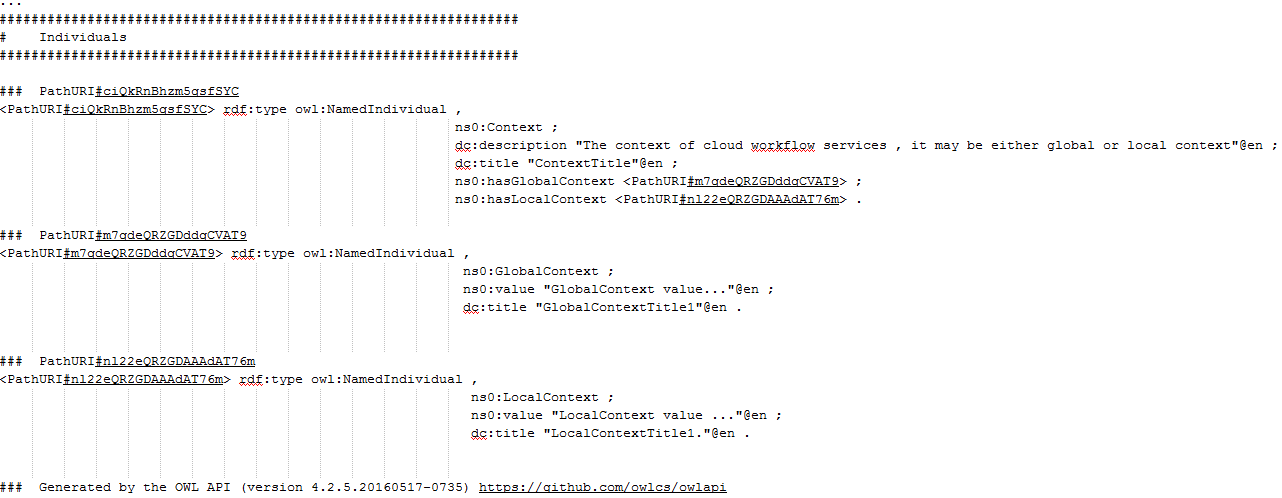 ...
#################################################################
#    Individuals
#################################################################
###  PathURI#ciQkRnBhzm5qsfSYC
<PathURI#ciQkRnBhzm5qsfSYC> rdf:type owl:NamedIndividual ,
ns0:Context ;
dc:description "The context of cloud workflow services , it may be either global or local context"@en ;
dc:title "ContextTitle"@en ;
ns0:hasGlobalContext <PathURI#m7qdeQRZGDddqCVAT9> ;
ns0:hasLocalContext <PathURI#nl22eQRZGDAAAdAT76m> .
###  PathURI#m7qdeQRZGDddqCVAT9
<PathURI#m7qdeQRZGDddqCVAT9> rdf:type owl:NamedIndividual ,
ns0:GlobalContext ;
ns0:value "GlobalContext value..."@en ;
dc:title "GlobalContextTitle1"@en .
###  PathURI#nl22eQRZGDAAAdAT76m
<PathURI#nl22eQRZGDAAAdAT76m> rdf:type owl:NamedIndividual ,
ns0:LocalContext ;
ns0:value "LocalContext value ..."@en ;
dc:title "LocalContextTitle1."@en .
###  Generated by the OWL API (version 4.2.5.20160517-0735) https://github.com/owlcs/owlapi